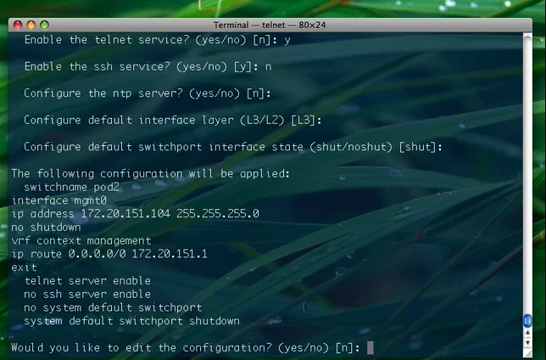 Terminal — telnet — 80×24
Enable the telnet service? (yes/no) [n]: y
Enable the ssh service? (yes/no) [y]: n
Configure the ntp server? (yes/no) [n]:
Configure default interface layer (L3/L2) [L3]:
Configure default switchport interface state (shut/noshut) [shut]:
The following configuration will be applied:
switchname pod2
interface mgmt0
ip address 172.20.151.104 255.255.255.0
no shutdown
vrf context management
ip route 0.0.0.0/0 172.20.151.1
exit
telnet server enable
no ssh server enable
no system default switchport
system default switchport shutdown
Would you like to edit the configuration? (yes/no) [n]: